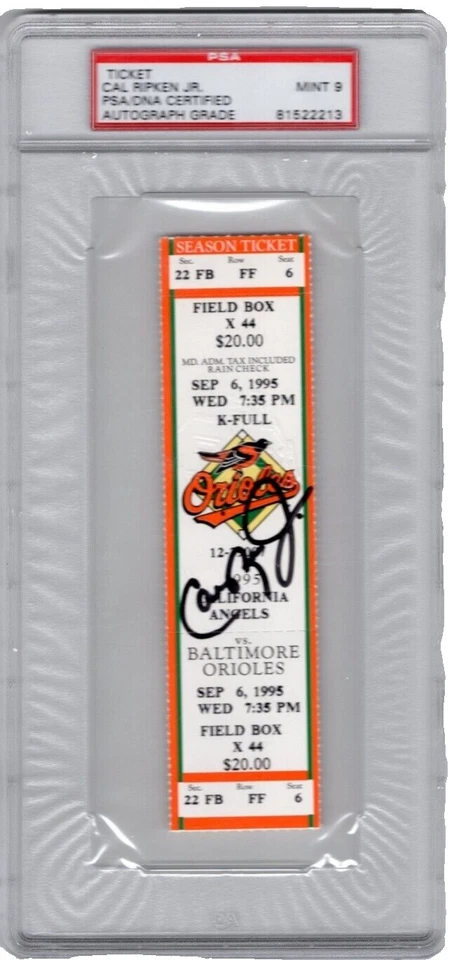 PSA
TICKET
CAL RIPKEN JR. MINT 9
PSA/DNA CERTIFIED
AUTOGRAPH GRADE 81522213
SEASON TICKET
Sec. Row Seat
22 FB FF 6
FIELD BOX
X 44
$20.00
MD. ADM. TAX INCLUDED
RAIN CHECK
SEP 6, 1995
WED 7:35 PM
K-FULL
Orioles
ANGELS
VS.
BALTIMORE
ORIOLES
SEP 6, 1995
WED 7:35 PM
FIELD BOX
X 44
$20.00
Sec. Row Seat
22 FB FF 6